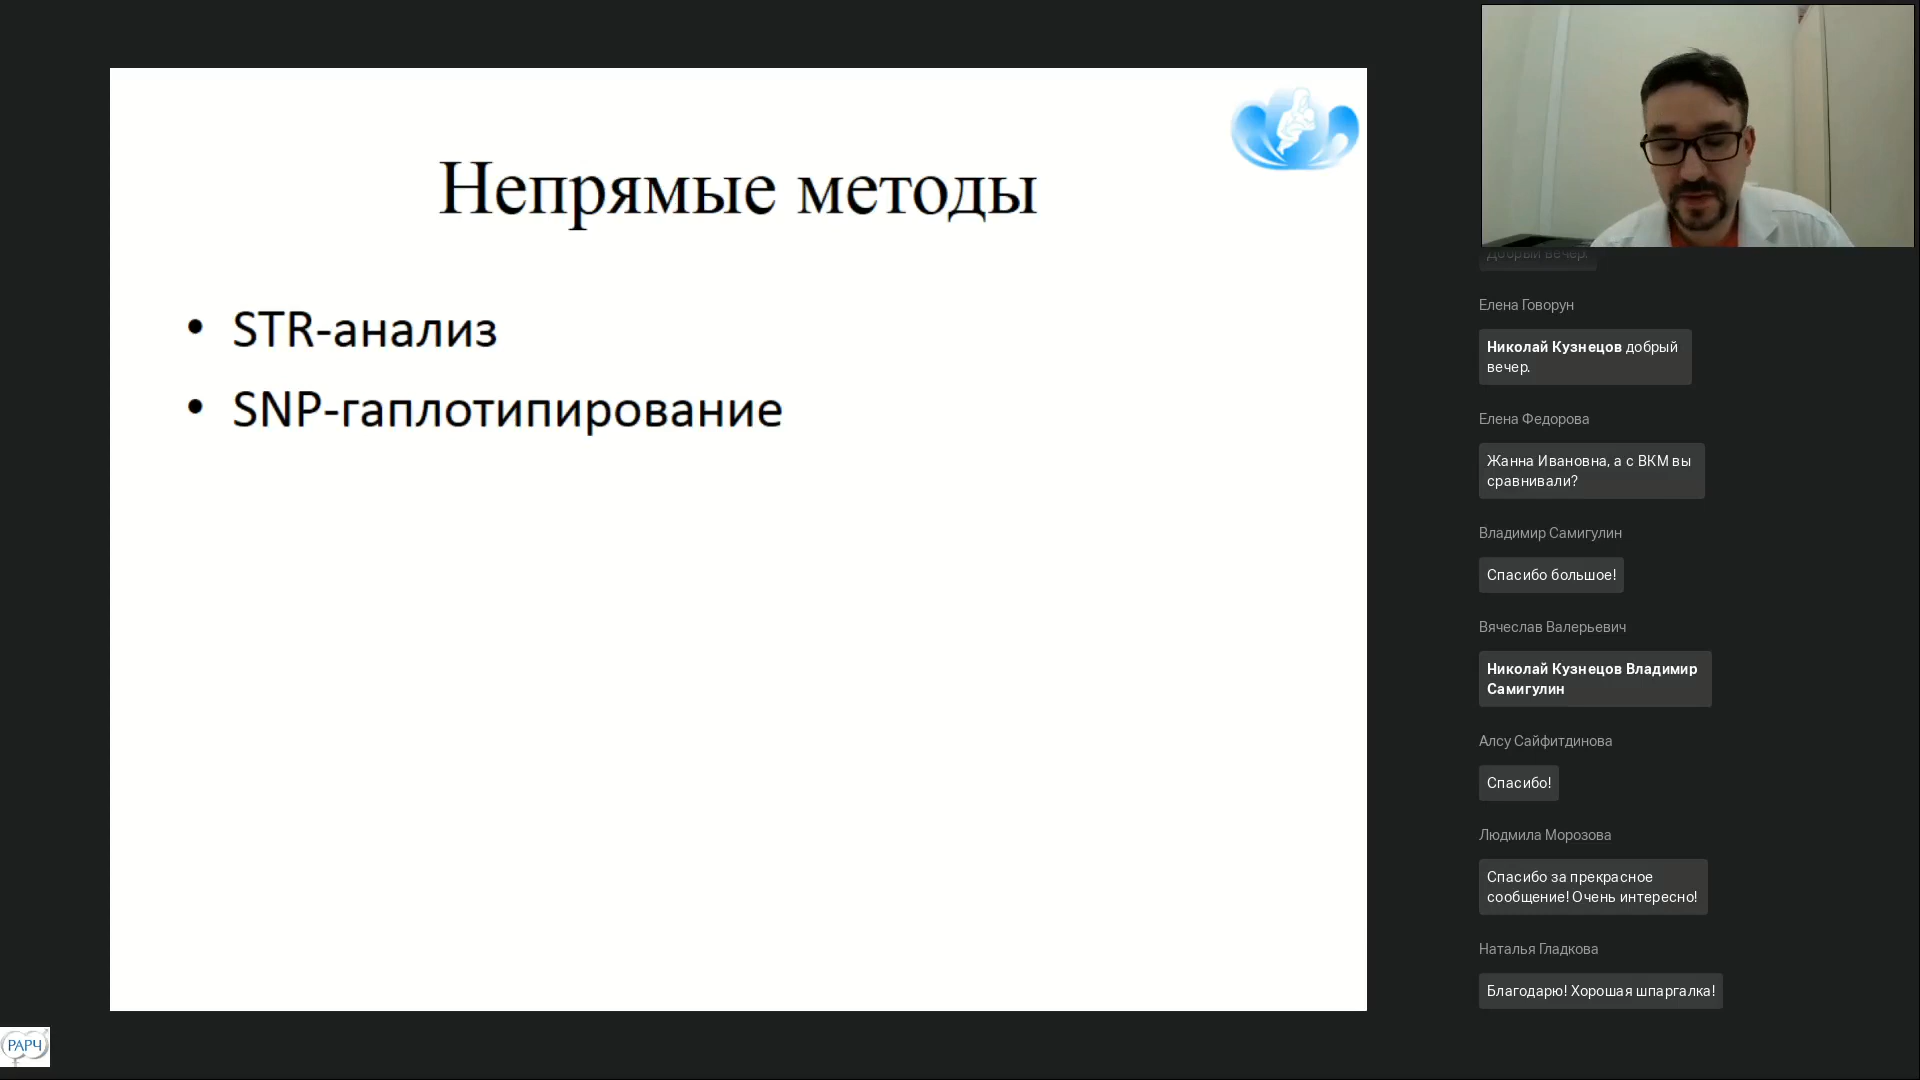 Непрямые методы
• STR-анализ
• SNP-гаплотипирование
Добрый вечер.
Елена Говорун
Николай Кузнецов добрый
вечер.
Елена Федорова
Жанна Ивановна, а с ВКМ вы
сравнивали?
Владимир Самигулин
Спасибо большое!
Вячеслав Валерьевич
Николай Кузнецов Владимир
Самигулин
Алсу Сайфитдинова
Спасибо!
Людмила Морозова
Спасибо за прекрасное
сообщение! Очень интересно!
Наталья Гладкова
Благодарю! Хорошая шпаргалка!
РАРЧ